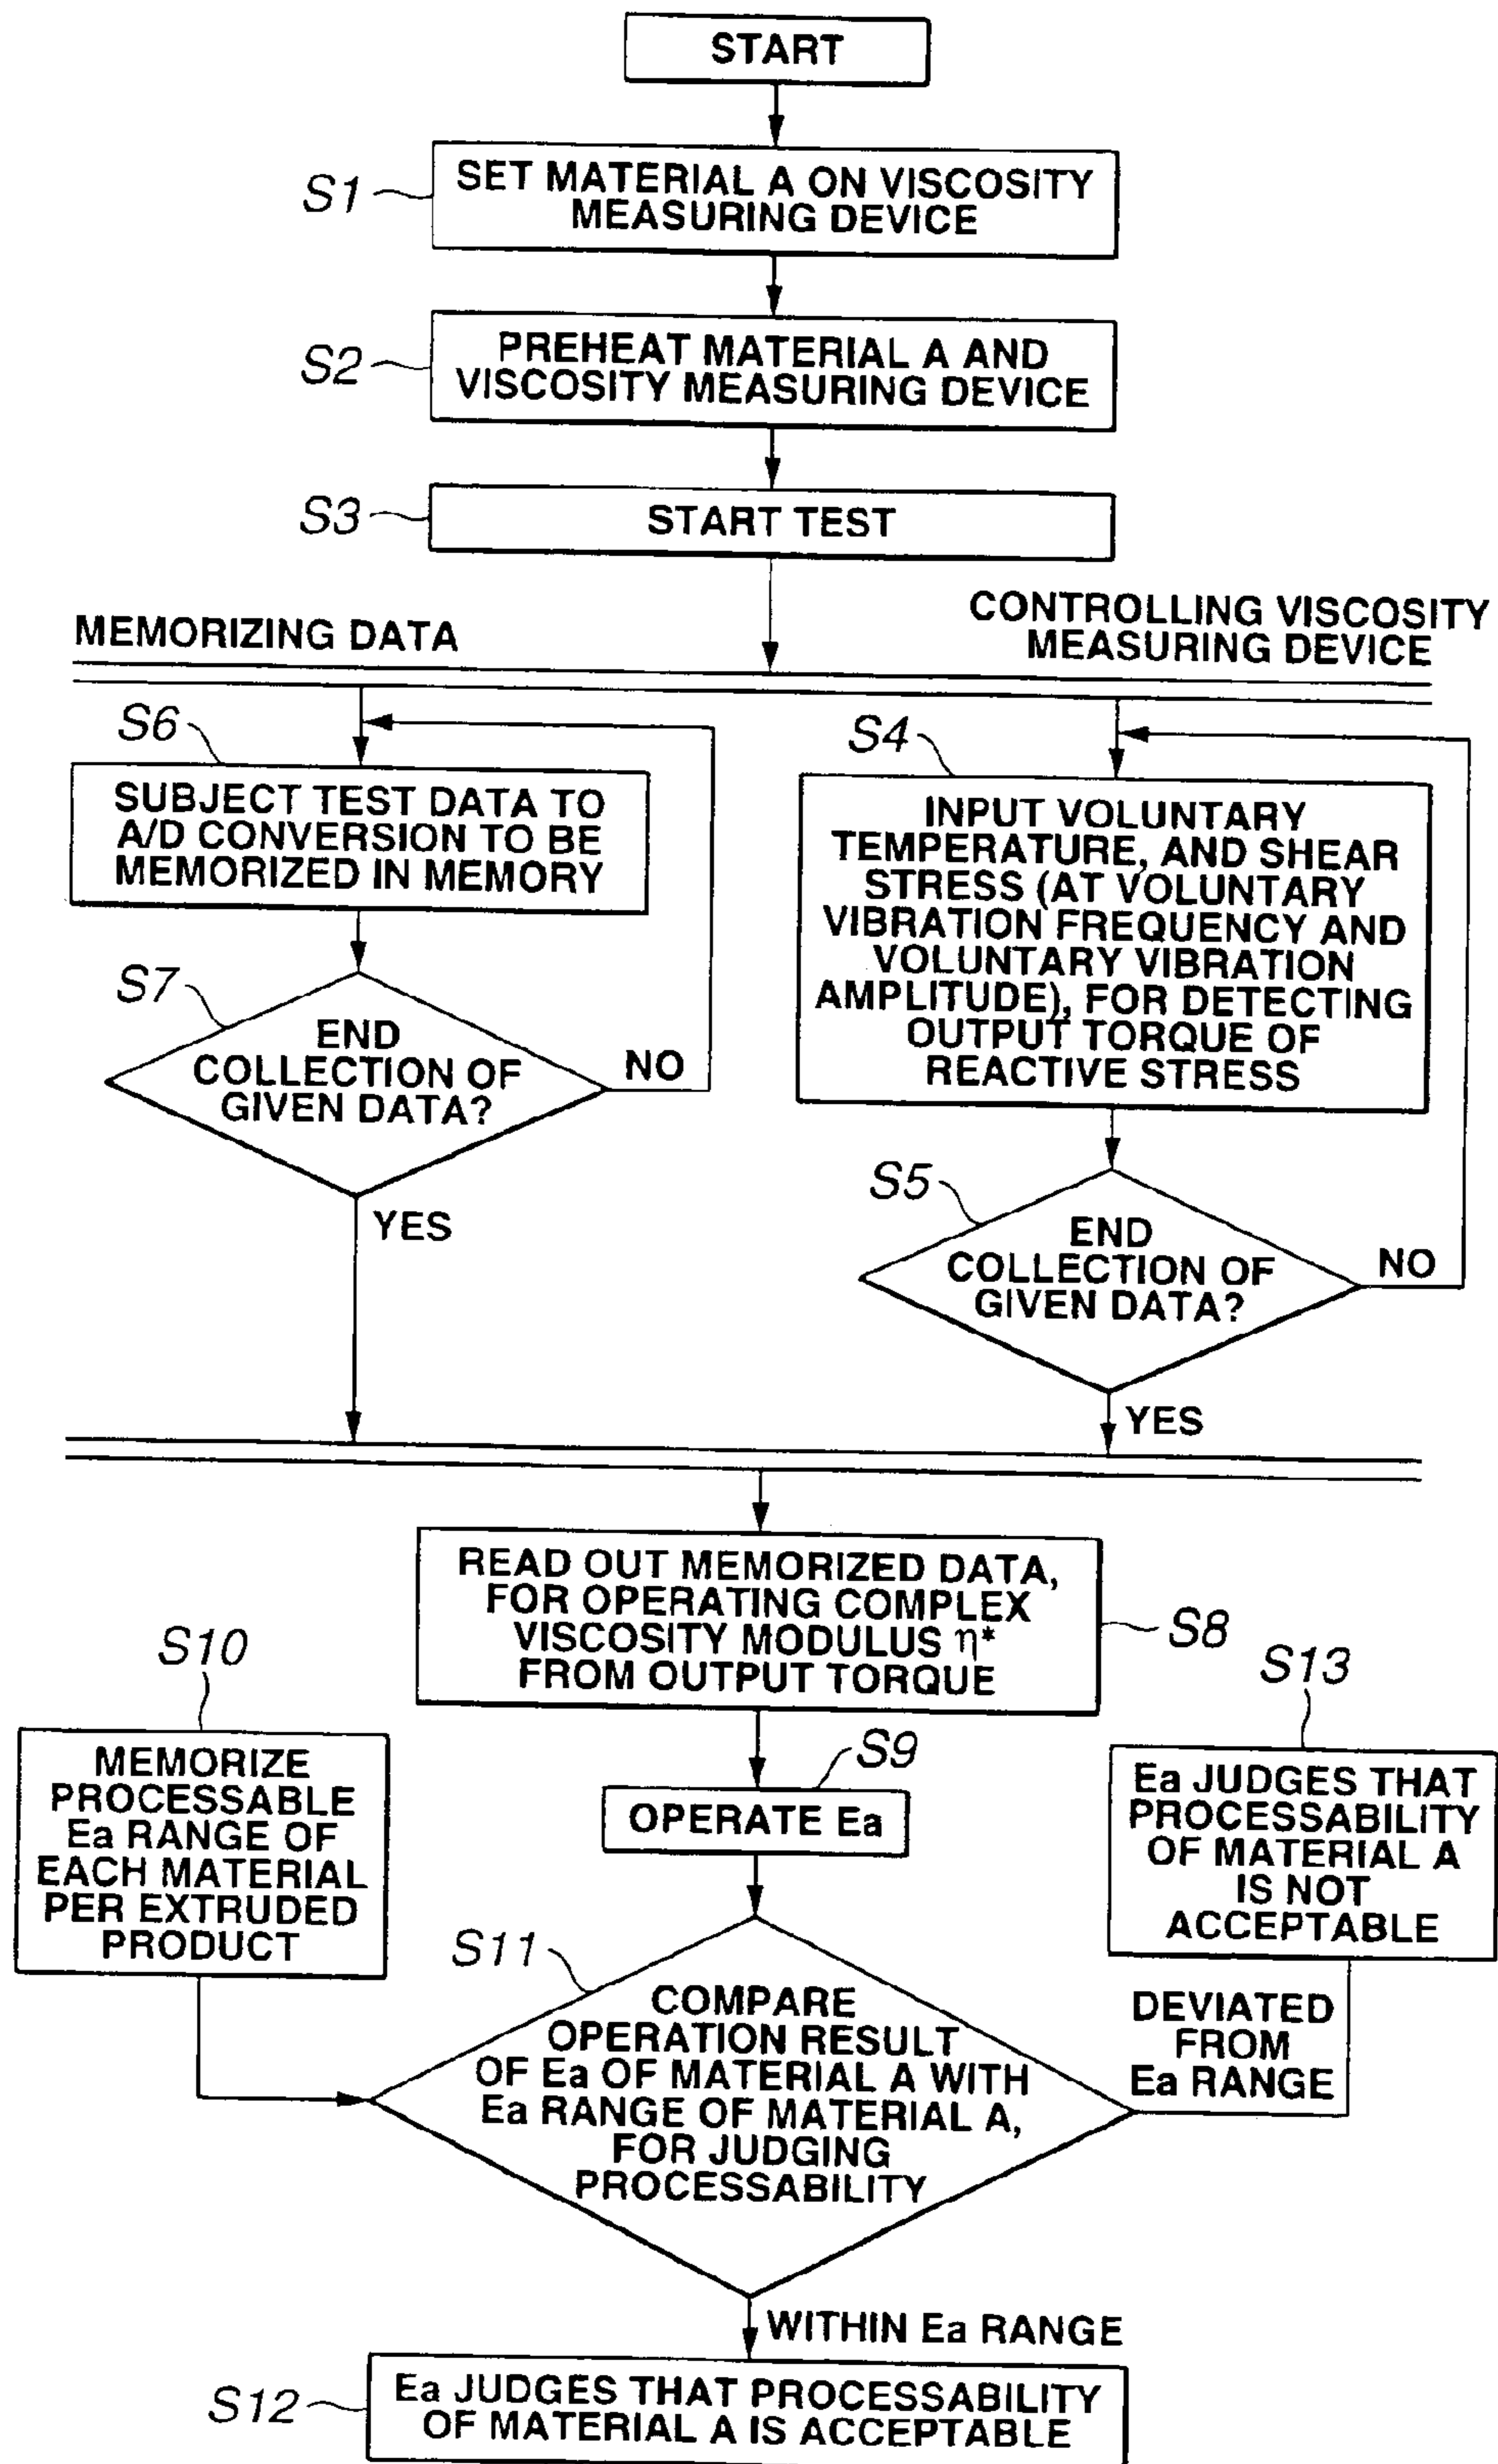 START
S1
SET MATERIAL A ON VISCOSITY
MEASURING DEVICE
S2
PREHEAT MATERIAL A AND
VISCOSITY MEASURING DEVICE
S3
START TEST
MEMORIZING DATA
CONTROLLING VISCOSITY
MEASURING DEVICE
S6
SUBJECT TEST DATA TO
A/D CONVERSION TO BE
MEMORIZED IN MEMORY
S7
END
COLLECTION OF
GIVEN DATA?
NO
YES
S4
INPUT VOLUNTARY
TEMPERATURE, AND SHEAR
STRESS (AT VOLUNTARY
VIBRATION FREQUENCY AND
VOLUNTARY VIBRATION
AMPLITUDE), FOR DETECTING
OUTPUT TORQUE OF
REACTIVE STRESS
S5
END
COLLECTION OF
GIVEN DATA?
NO
YES
READ OUT MEMORIZED DATA,
FOR OPERATING COMPLEX
VISCOSITY MODULUS η*
FROM OUTPUT TORQUE
S8
S9
OPERATE Ea
S10
MEMORIZE
PROCESSABLE
Ea RANGE OF
EACH MATERIAL
PER EXTRUDED
PRODUCT
S11
COMPARE
OPERATION RESULT
OF Ea OF MATERIAL A WITH
Ea RANGE OF MATERIAL A,
FOR JUDGING
PROCESSABILITY
S13
Ea JUDGES THAT
PROCESSABILITY
OF MATERIAL A
IS NOT
ACCEPTABLE
DEVIATED
FROM
Ea RANGE
WITHIN Ea RANGE
S12
Ea JUDGES THAT PROCESSABILITY
OF MATERIAL A IS ACCEPTABLE